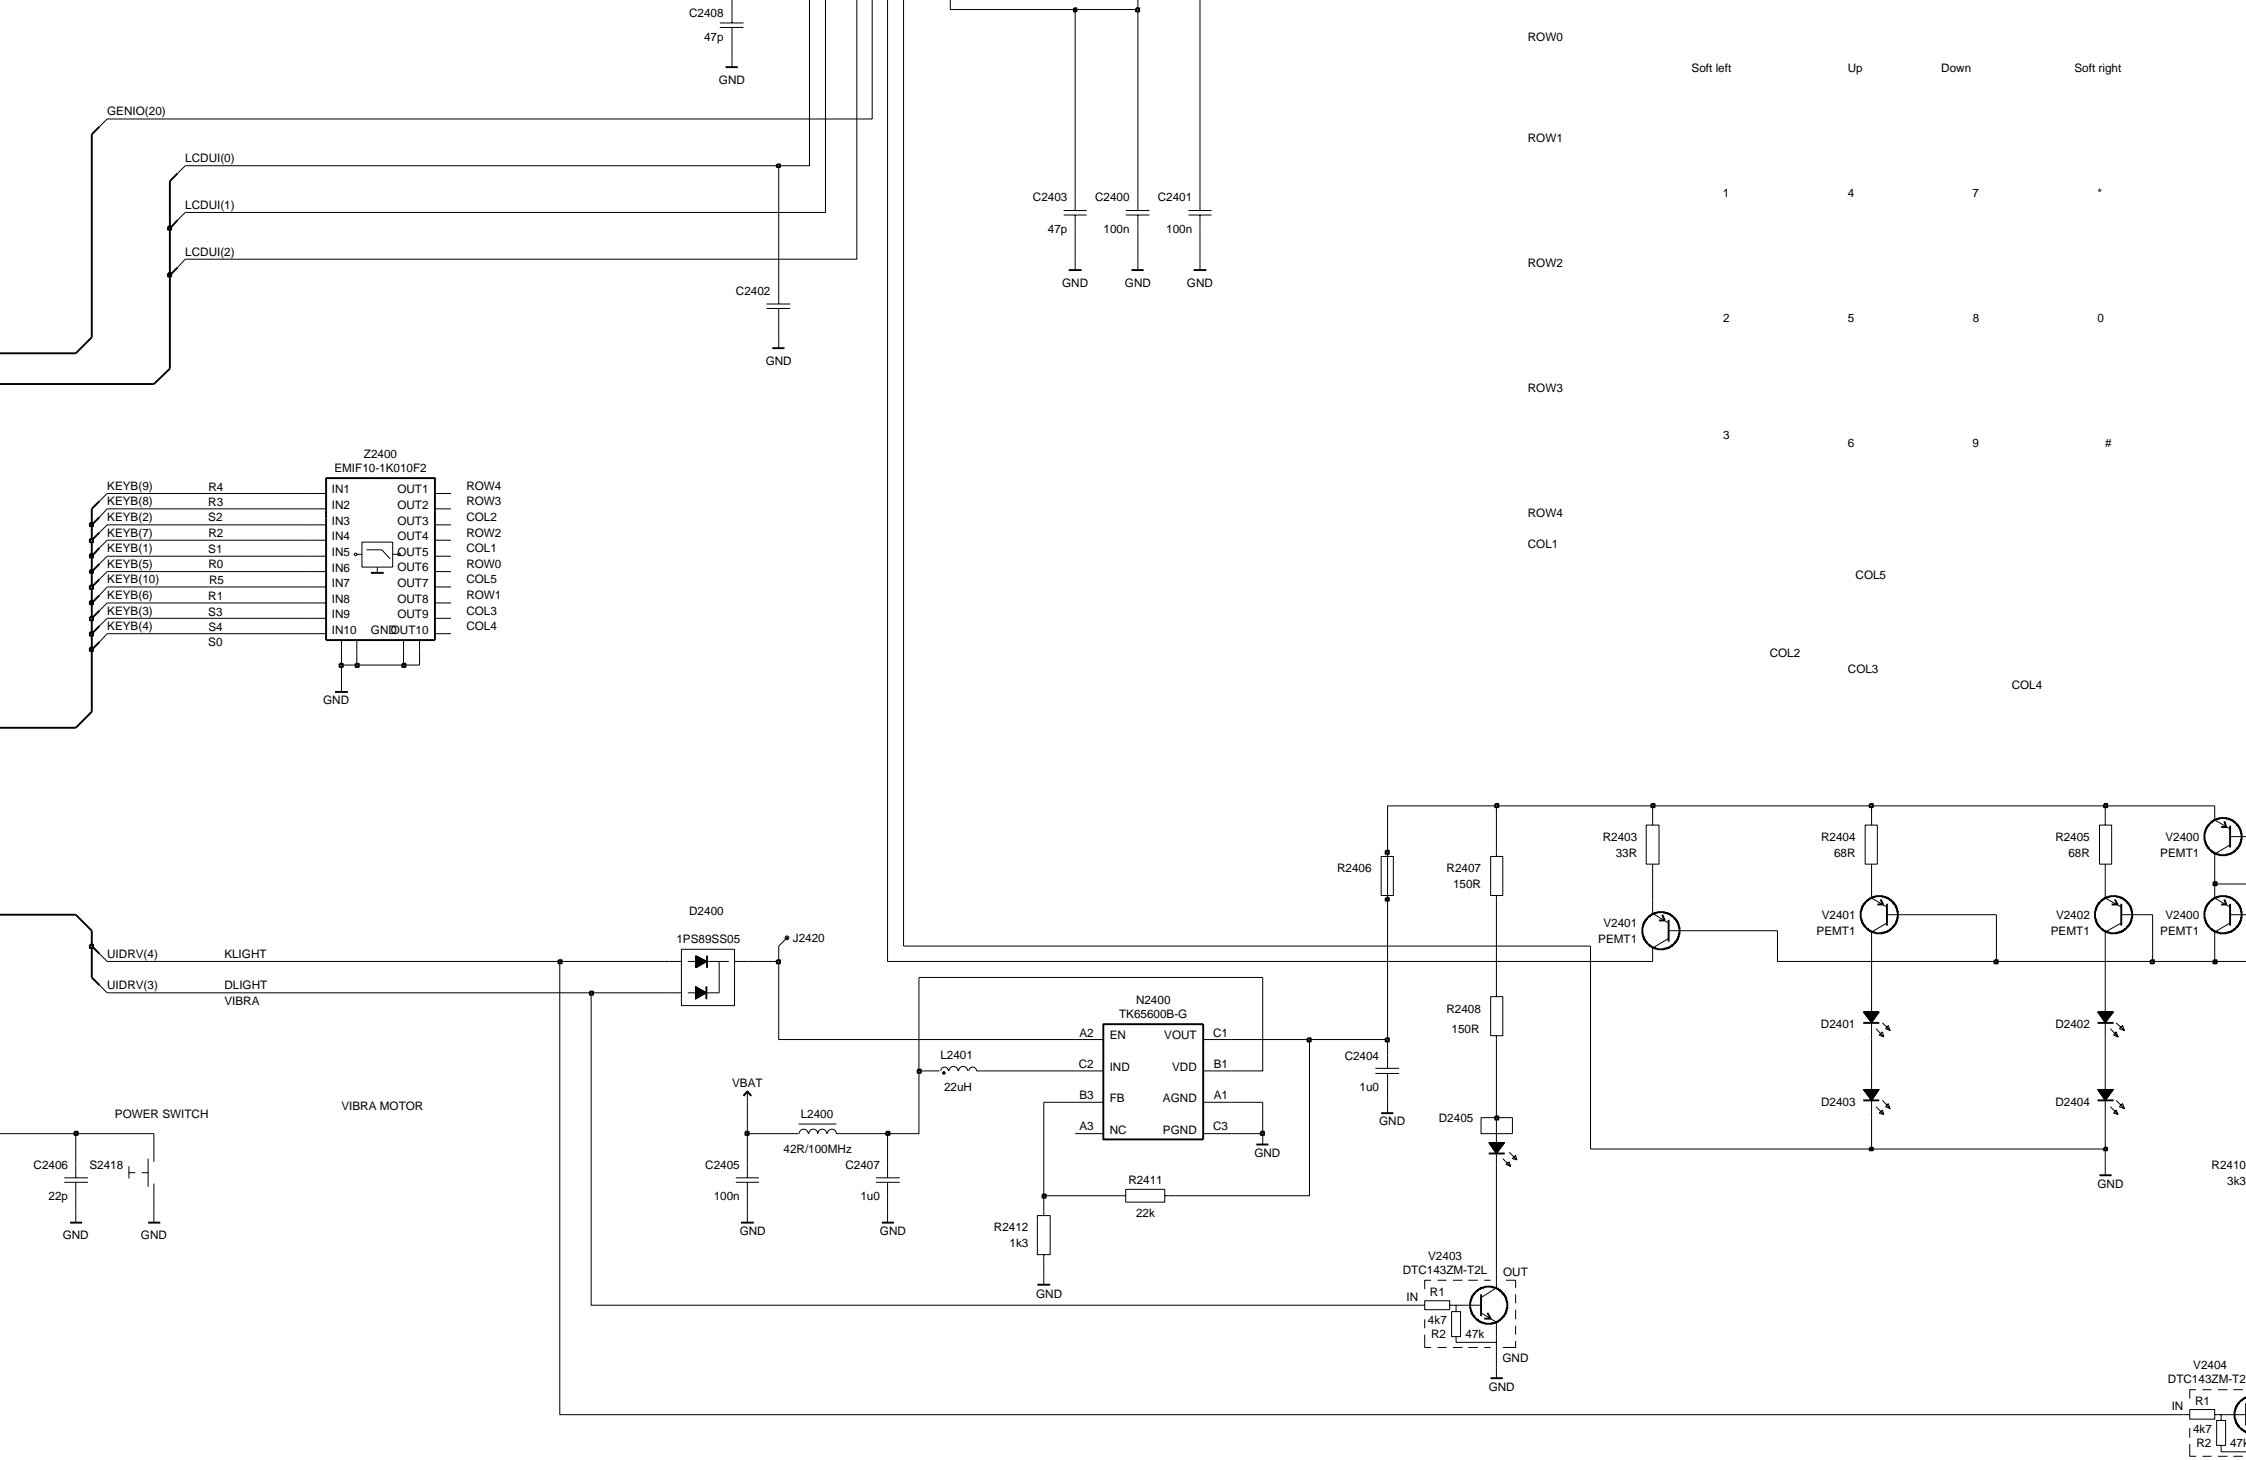 C2408
47p
GND
GENIO(20)
LCDUI(0)
LCDUI(1)
LCDUI(2)
C2402
GND
C2403 C2400 C2401
47p 100n 100n
GND GND GND
ROW0
Soft left Up Down Soft right
ROW1
1 4 7 *
ROW2
2 5 8 0
ROW3
3 6 9 #
ROW4
COL1
COL5
COL2
COL3
COL4
Z2400
EMIF10-1K010F2
KEYB(9) R4 IN1 OUT1 ROW4
KEYB(8) R3 IN2 OUT2 ROW3
KEYB(2) S2 IN3 OUT3 COL2
KEYB(7) R2 IN4 OUT4 ROW2
KEYB(1) S1 IN5 OUT5 COL1
KEYB(5) R0 IN6 OUT6 ROW0
KEYB(10) R5 IN7 OUT7 COL5
KEYB(6) R1 IN8 OUT8 ROW1
KEYB(3) S3 IN9 OUT9 COL3
KEYB(4) S4 IN10 GND OUT10 COL4
S0
GND
R2406
R2407
150R
R2403
33R
R2404
68R
R2405
68R
V2400
PEMT1
V2401
PEMT1
V2401
PEMT1
V2402
PEMT1
V2400
PEMT1
D2400
1PS89SS05
J2420
UIDRV(4) KLIGHT
UIDRV(3) DLIGHT
VIBRA
N2400
TK65600B-G
A2 EN VOUT C1
C2 IND VDD B1
B3 FB AGND A1
A3 NC PGND C3
GND
L2401
22uH
VBAT
L2400
42R/100MHz
C2405
100n
GND
C2407
1u0
GND
C2404
1u0
GND
R2408
150R
D2405
D2401
D2402
D2403
D2404
GND
R2410
3k3
POWER SWITCH
VIBRA MOTOR
C2406
22p
GND
S2418
GND
R2411
22k
R2412
1k3
GND
V2403
DTC143ZM-T2L
OUT
IN R1
4k7
R2 47k
GND
GND
V2404
DTC143ZM-T2
IN R1
4k7
R2 47k